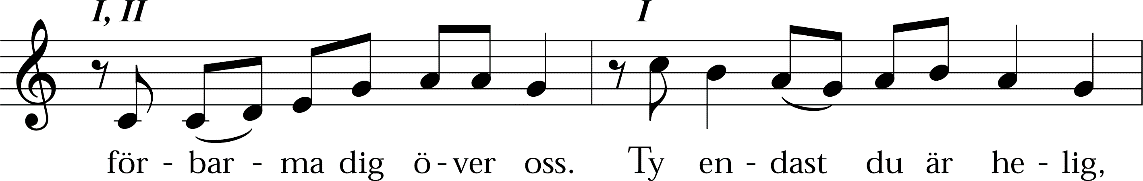 I, II I
för - bar - ma dig ö - ver oss. Ty en - dast du är he - lig,